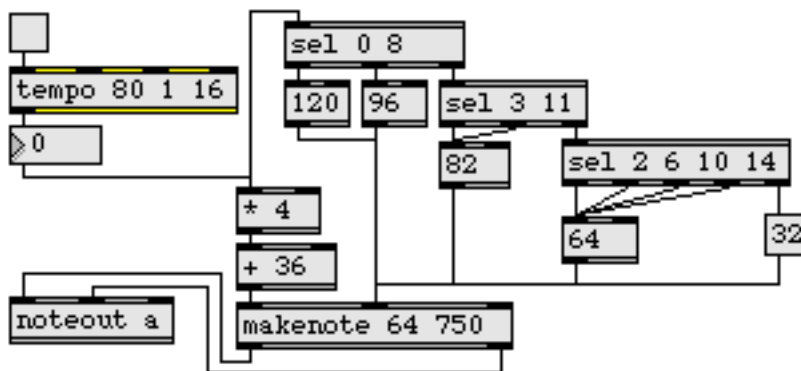 sel 0 8
tempo 80 1 16
120
96
sel 3 11
0
82
sel 2 6 10 14
* 4
64
32
+ 36
noteout a
makenote 64 750